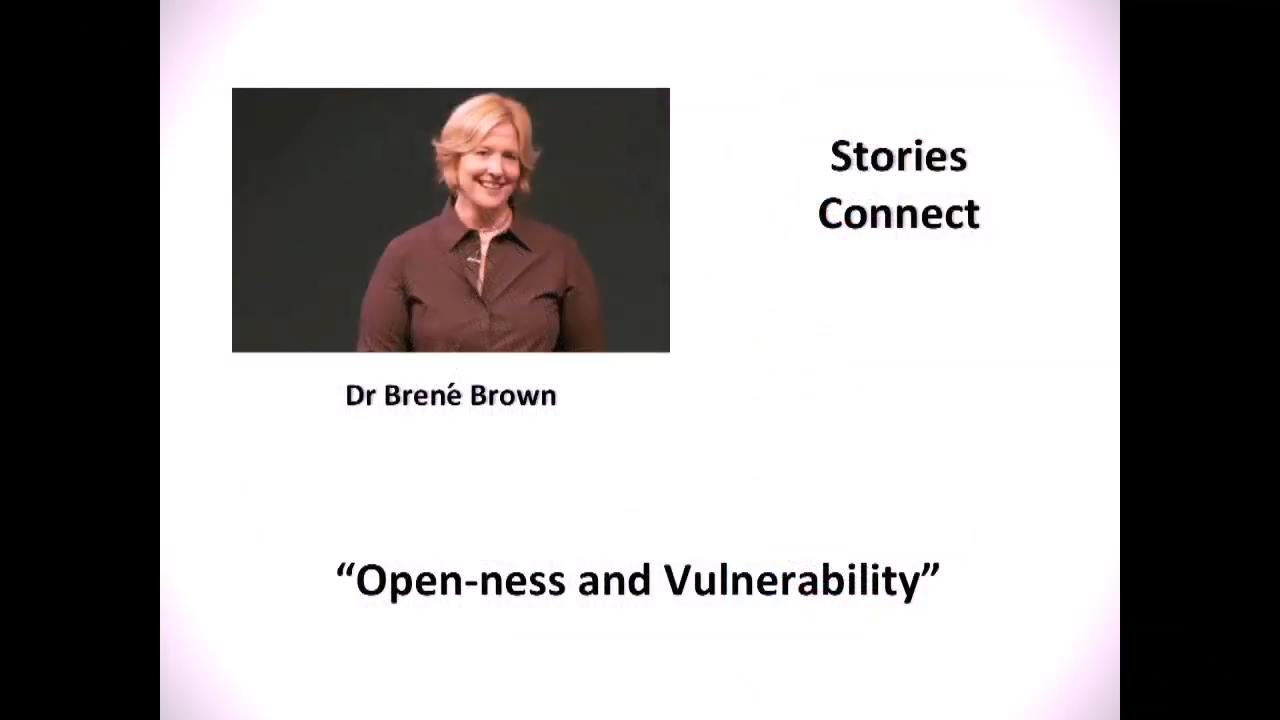 Stories
Connect
Dr Brené Brown
“Open-ness and Vulnerability”